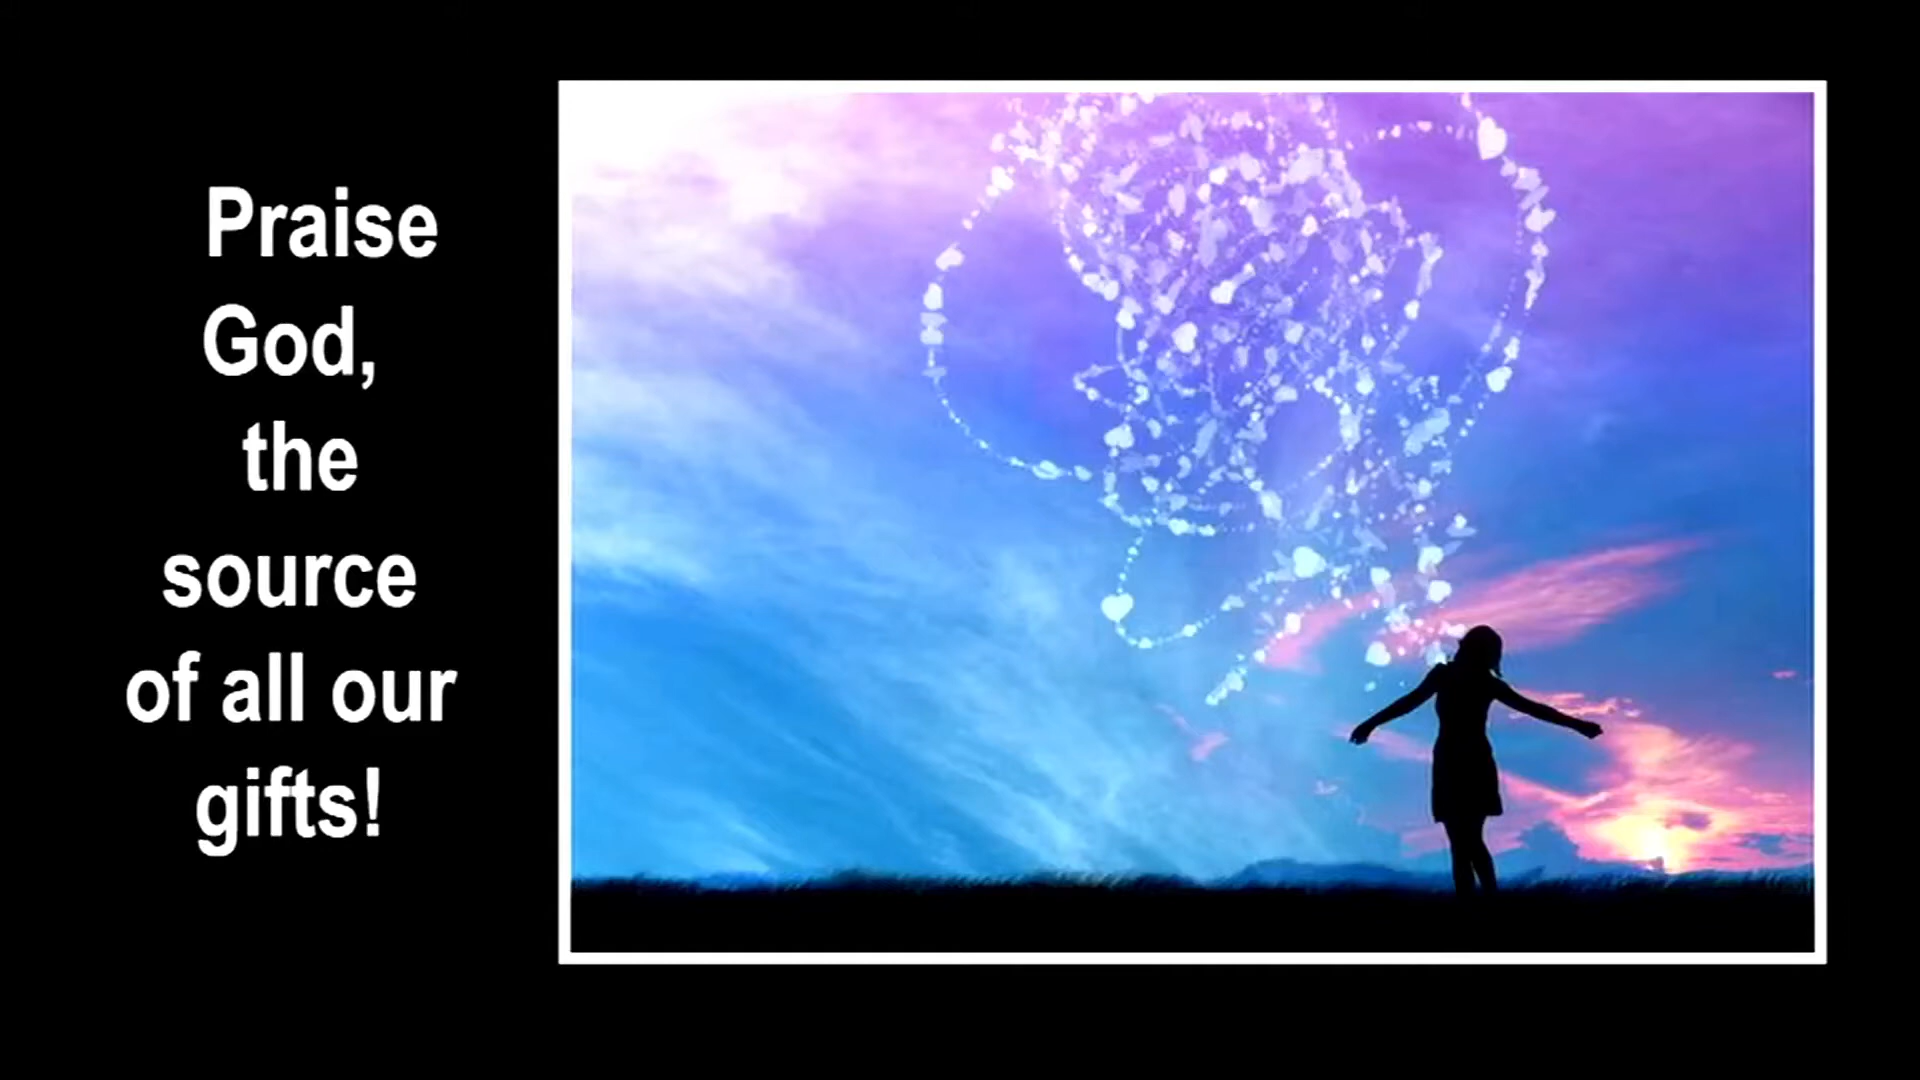 Praise
God,
the
source
of all our
gifts!